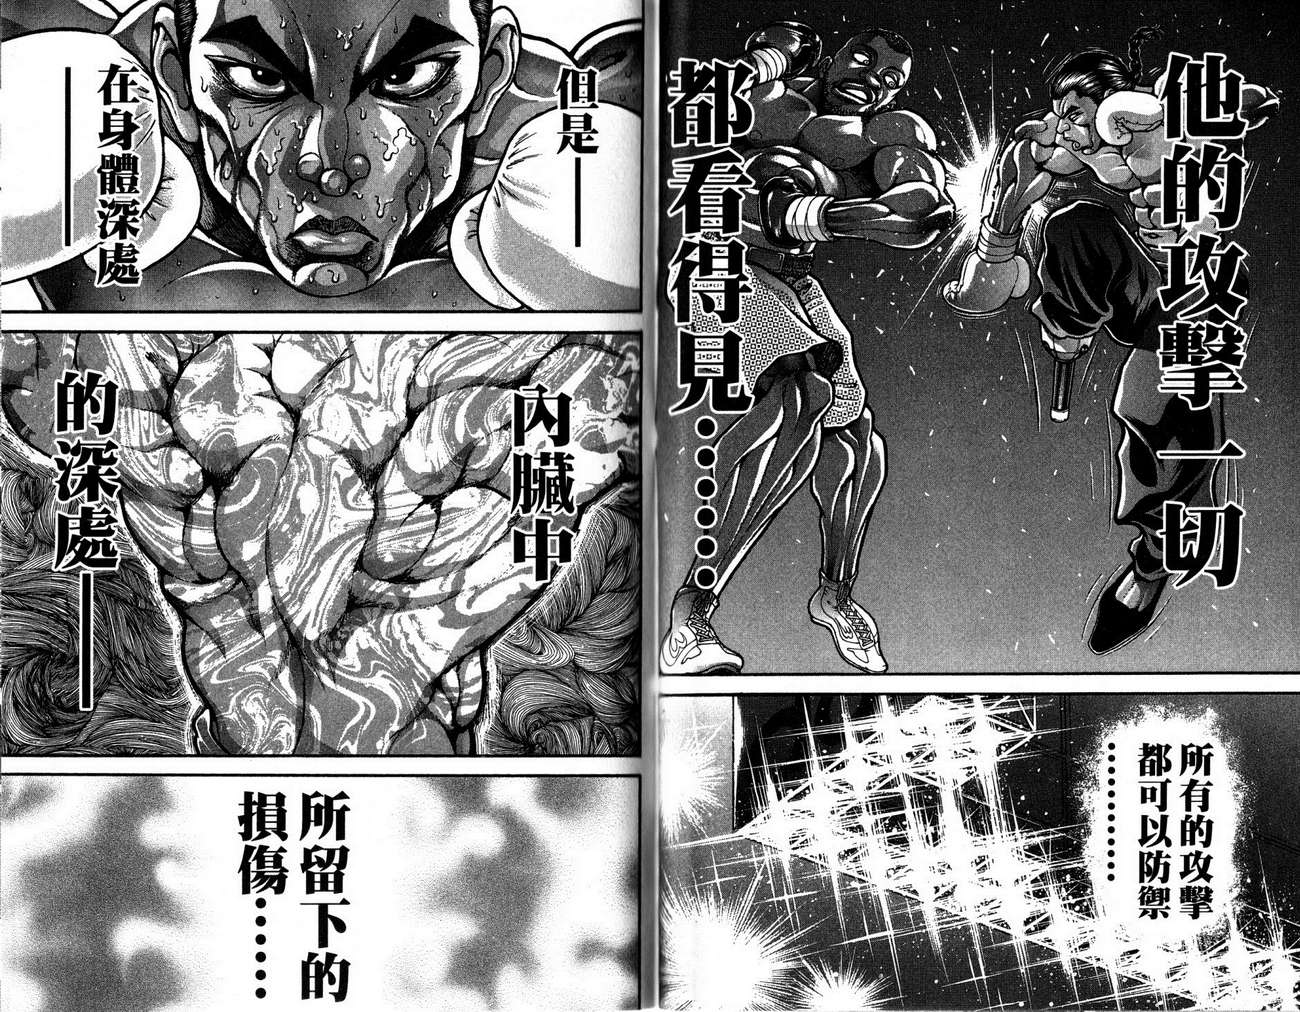 他的攻擊一切
都看得見……………
所有的攻擊
都可以防禦
……………
但是——
在身體深處
——
內臟中
的深處——
所留下的
損傷……